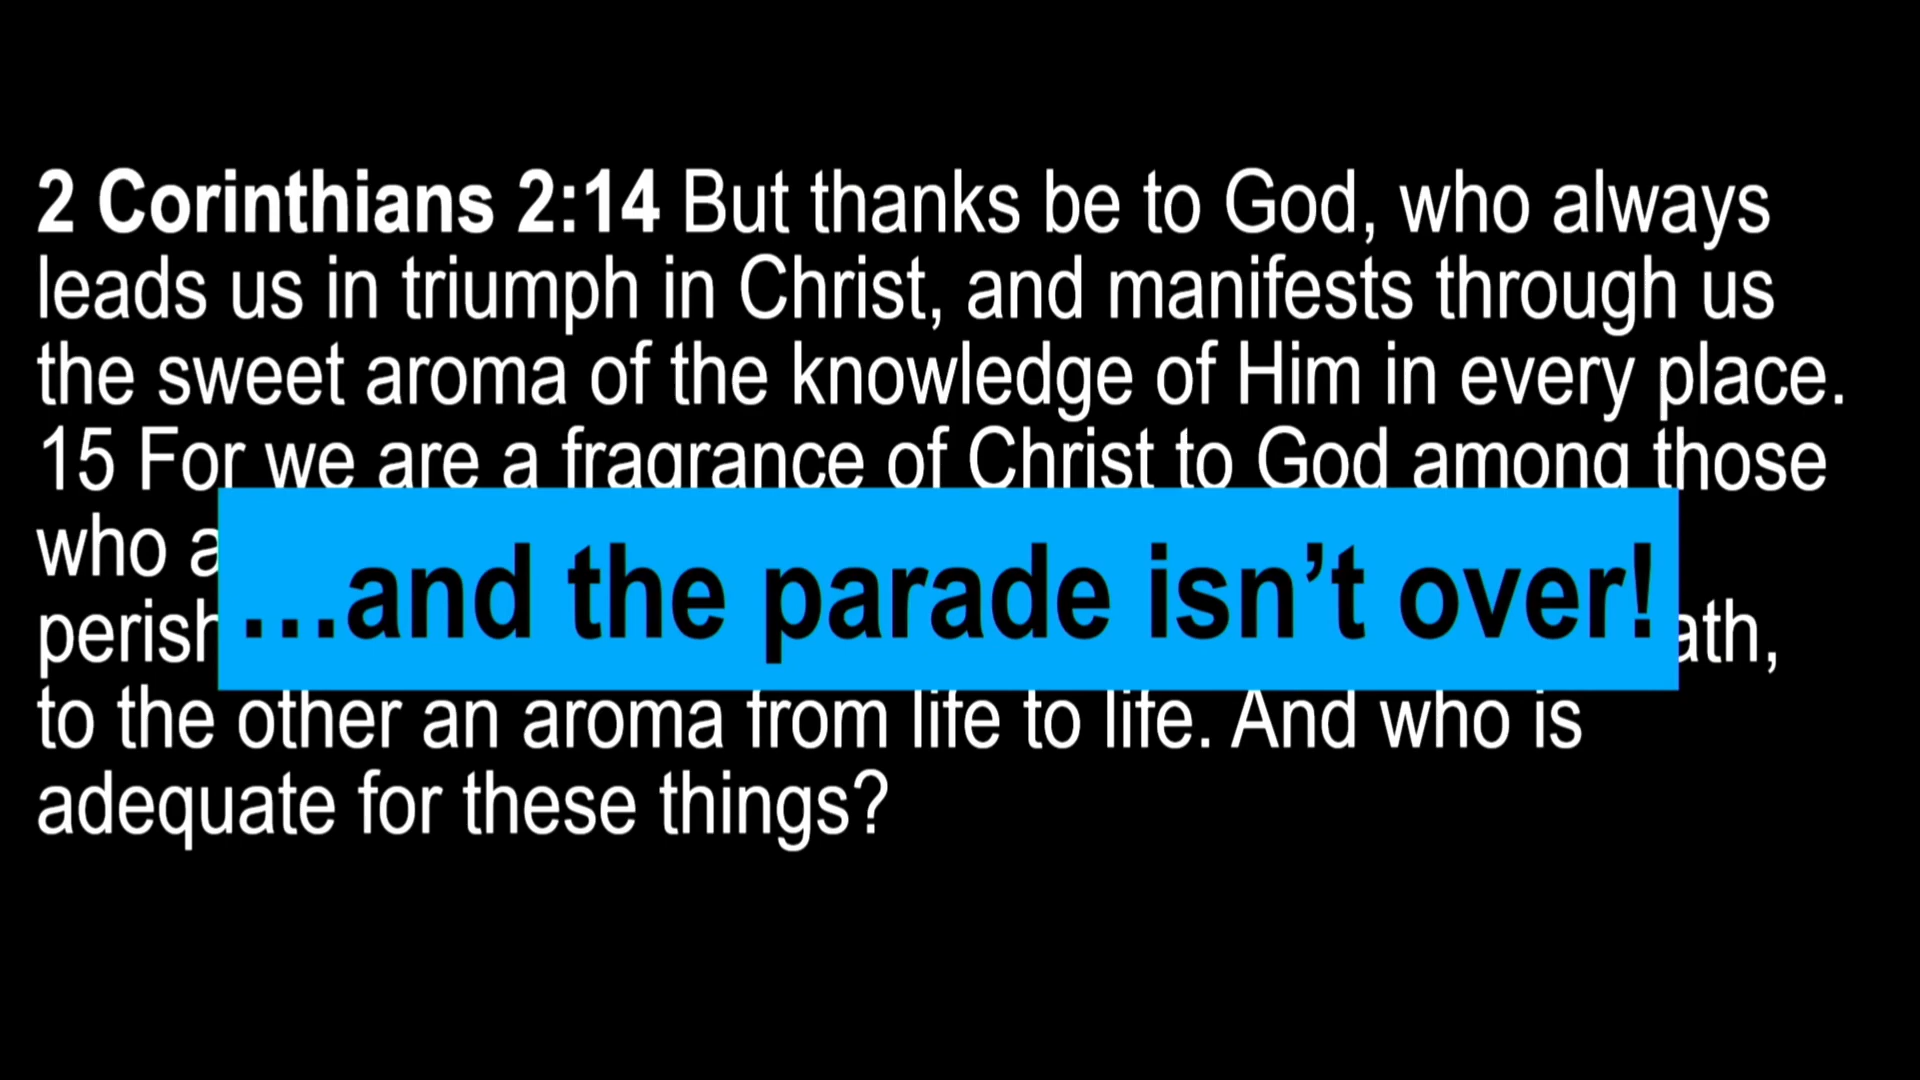 2 Corinthians 2:14 But thanks be to God, who always
leads us in triumph in Christ, and manifests through us
the sweet aroma of the knowledge of Him in every place.
15 For we are a fragrance of Christ to God among those
who
…and the parade isn’t over!
to the other an aroma from life to life. And who is
adequate for these things?